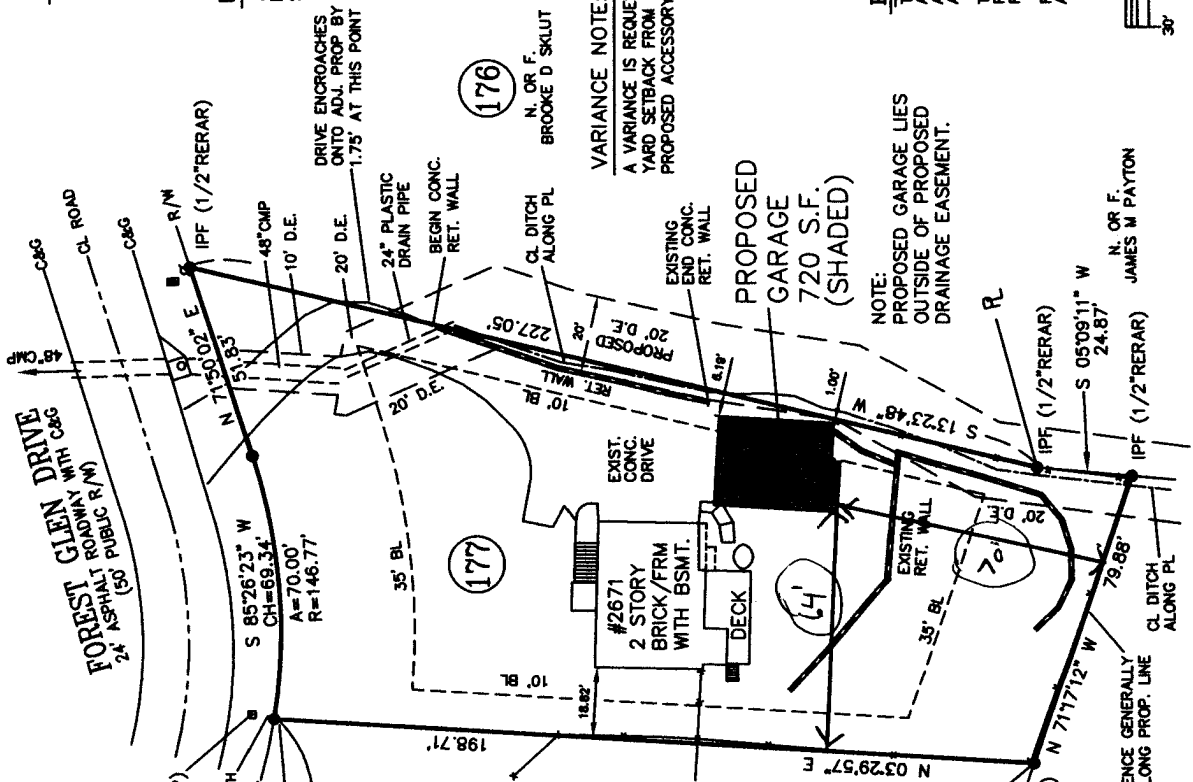 FOREST GLEN DRIVE
24' ASPHALT ROADWAY WITH C&G
(50' PUBLIC R/W)
C&G
CL ROAD
C&G
R/W
IPF (1/2"RERAR)
48"CMP
N 71°50'02" E
51.83'
S 85°26'23" W
CH=69.34'
A=70.00'
R=146.77'
48"CMP
10' D.E.
20' D.E.
24" PLASTIC
DRAIN PIPE
BEGIN CONC.
RET. WALL
DRIVE ENCROACHES
ONTO ADJ. PROP BY
1.75' AT THIS POINT
176
N. OR F.
BROOKE D SKLUT
VARIANCE NOTE:
A VARIANCE IS REQUE
YARD SETBACK FROM
PROPOSED ACCESSORY
CL DITCH
ALONG PL
EXISTING
END CONC.
RET. WALL
227.05'
20'
PROPOSED
20' D.E.
20' D.E.
RET. WALL
10' BL
35' BL
EXIST.
CONC.
DRIVE
6.19'
1.00'
PROPOSED
GARAGE
720 S.F.
(SHADED)
NOTE:
PROPOSED GARAGE LIES
OUTSIDE OF PROPOSED
DRAINAGE EASEMENT.
177
#2671
2 STORY
BRICK/FRM
WITH BSMT.
DECK
10' BL
18.82'
198.71'
N 03°29'57" E
64'
EXISTING
RET. WALL
70'
35' BL
20' D.E.
S 13°23'48" W
PL
IPF (1/2"RERAR)
S 05°09'11" W
24.87'
IPF (1/2"RERAR)
N. OR F.
JAMES M PAYTON
79.88'
N 71°17'12" W
CL DITCH
ALONG PL
ENCE GENERALLY
LONG PROP. LINE
30'